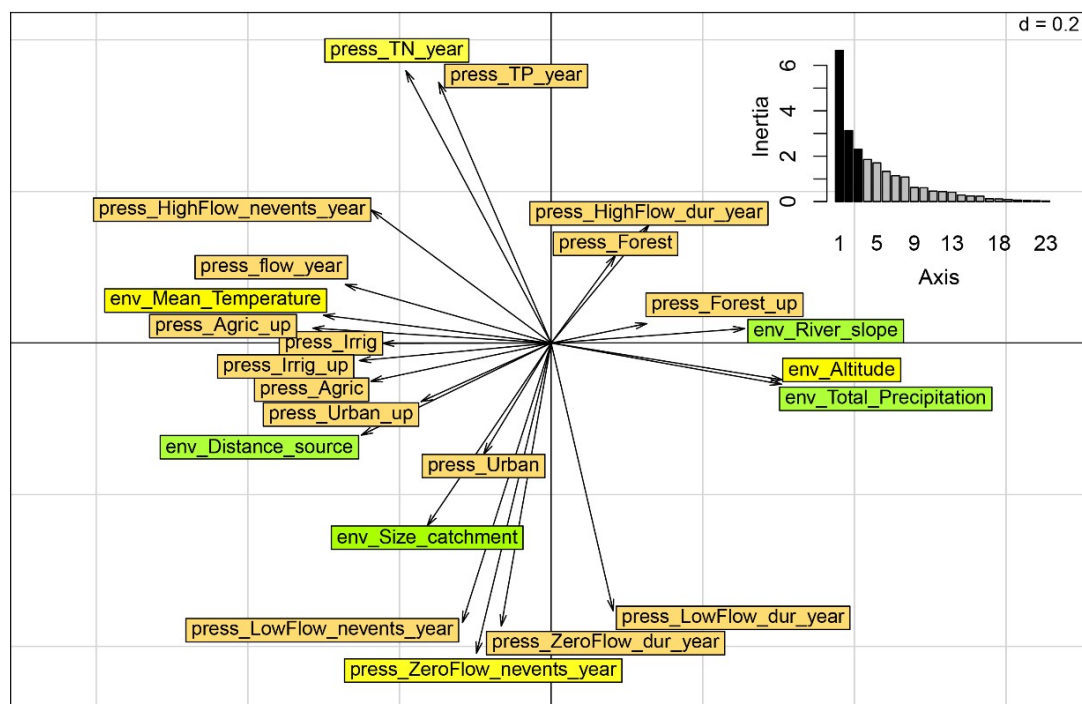 d = 0.2
press_TN_year
press_TP_year
press_HighFlow_nevents_year
press_HighFlow_dur_year
press_Forest
press_flow_year
env_Mean_Temperature
press_Forest_up
press_Agric_up
env_River_slope
press_Irrig
press_Irrig_up
env_Altitude
press_Agric
env_Total_Precipitation
press_Urban_up
env_Distance_source
press_Urban
env_Size_catchment
press_LowFlow_dur_year
press_LowFlow_nevents_year
press_ZeroFlow_dur_year
press_ZeroFlow_nevents_year
Inertia
6
4
2
0
1 5 9 13 18 23
Axis